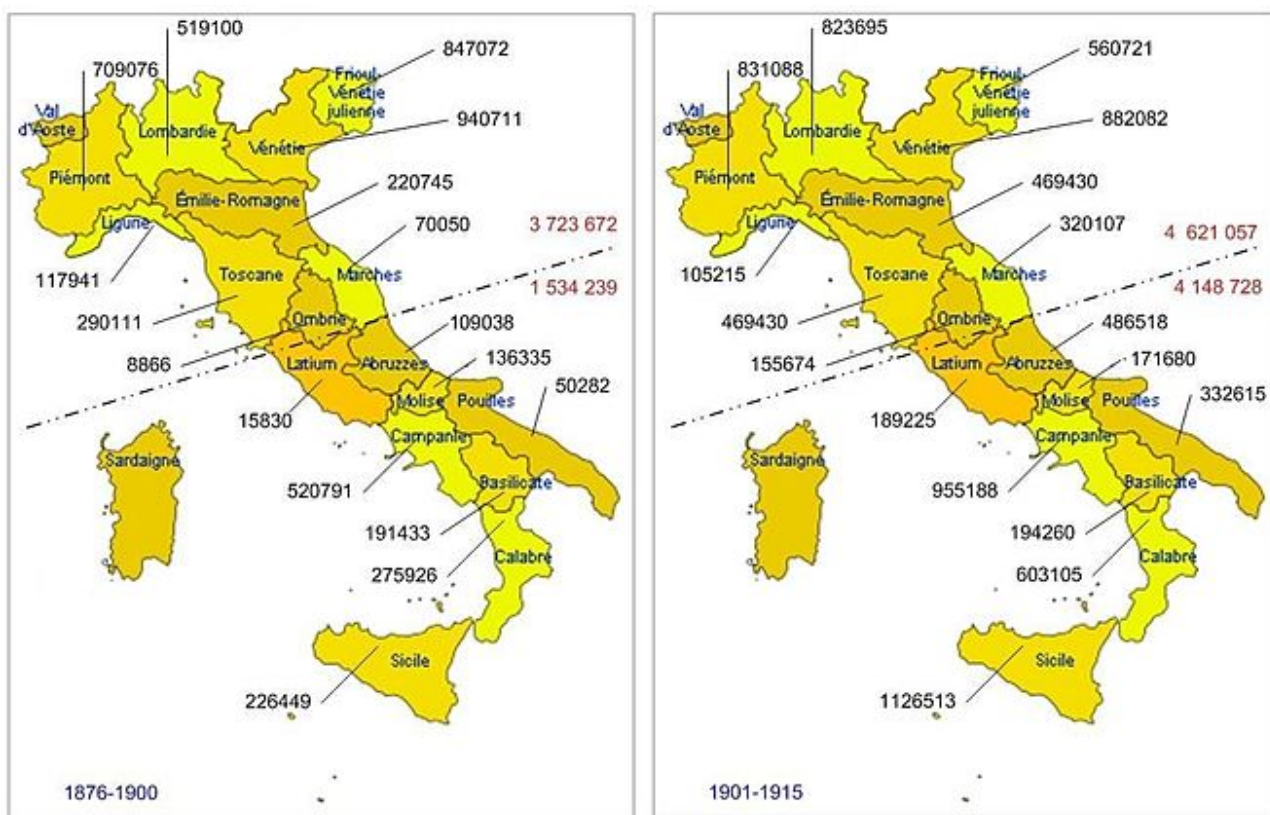 519100
847072
709076
Frioul-
Vénétie
julienne
Val
d'Aoste
Lombardie
940711
Vénétie
Piémont
220745
Émilie-Romagne
Ligurie
70050
3 723 672
117941
Toscane
Marches
1 534 239
290111
Ombrie
109038
8866
Latium
Abruzzes
136335
50282
15830
Molise
Pouilles
Campanie
Sardaigne
520791
Basilicate
191433
275926
Calabre
Sicile
226449
1876-1900
823695
560721
831088
Frioul-
Vénétie
julienne
Val
d'Aoste
Lombardie
882082
Vénétie
Piémont
469430
Émilie-Romagne
Ligurie
320107
4 621 057
105215
Toscane
Marches
4 148 728
469430
Ombrie
486518
155674
Latium
Abruzzes
171680
332615
189225
Molise
Pouilles
Campanie
Sardaigne
955188
Basilicate
194260
603105
Calabre
Sicile
1126513
1901-1915